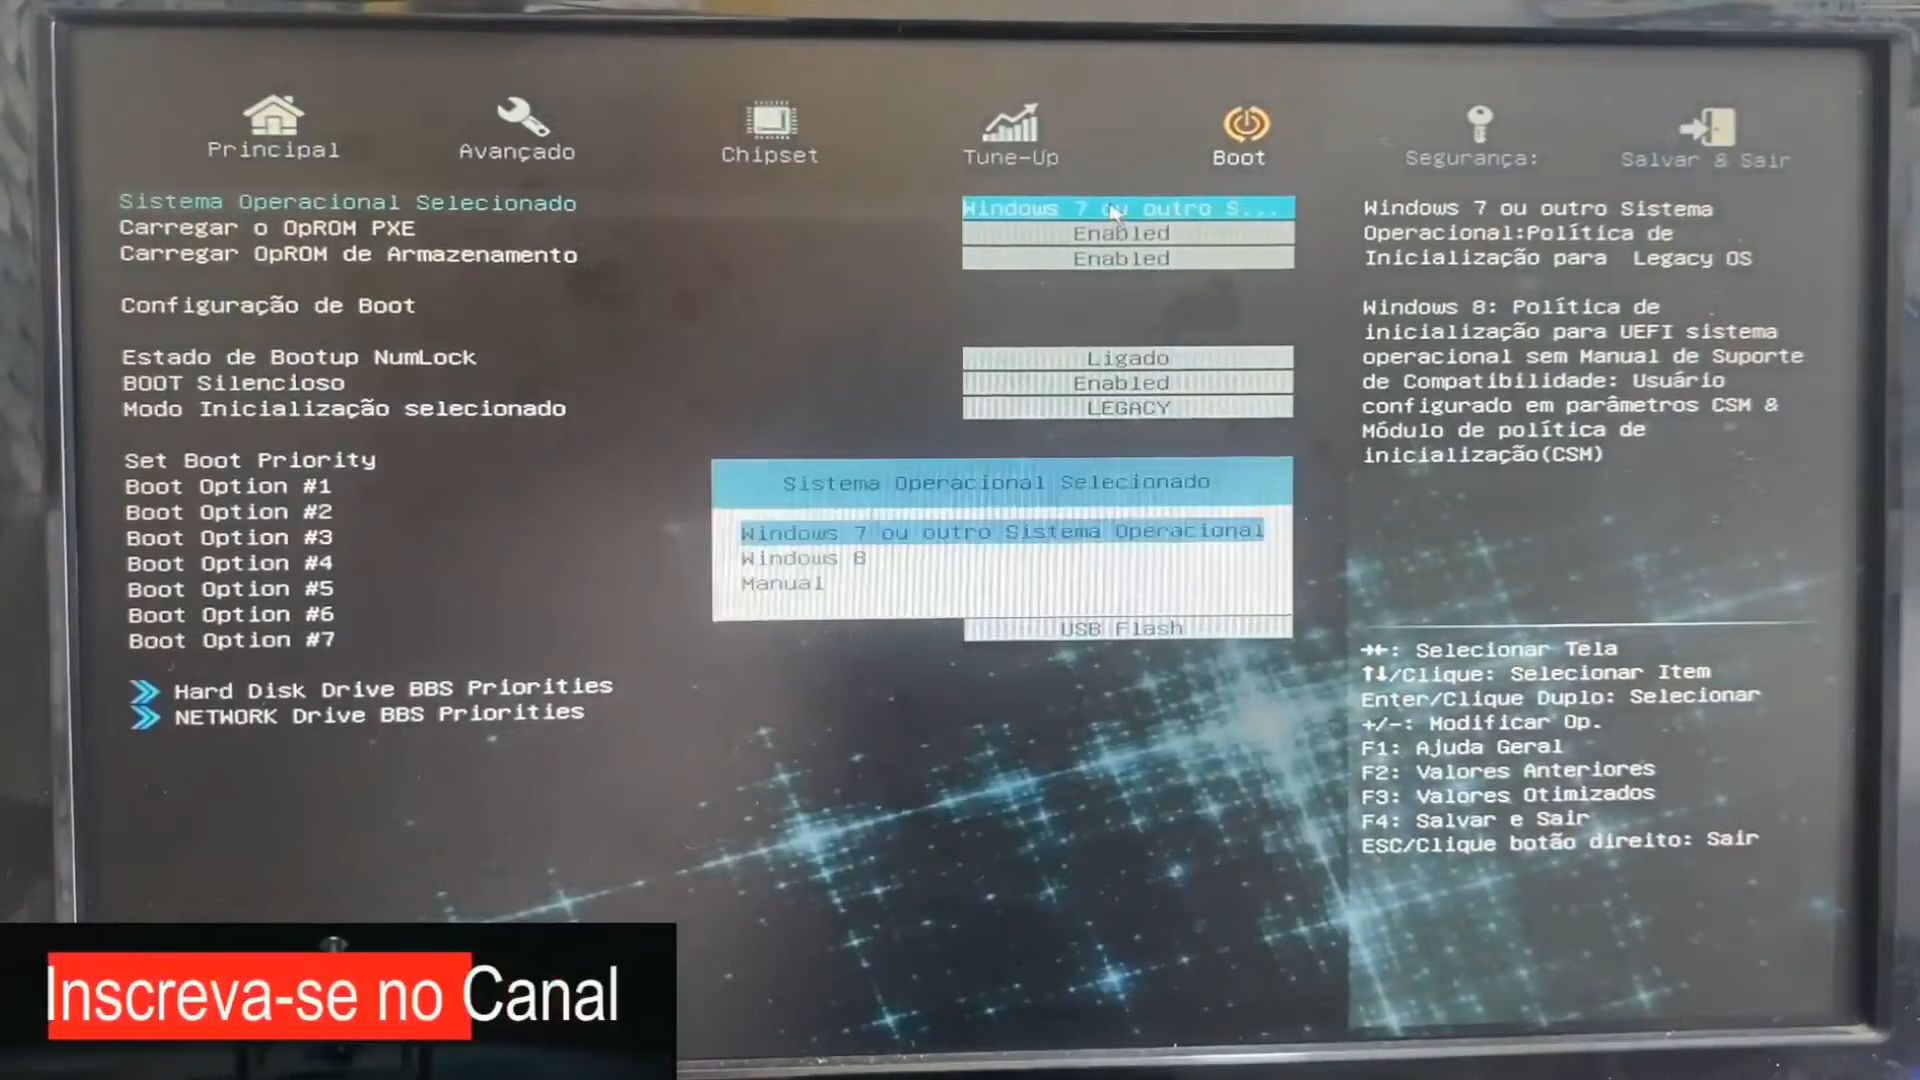 Principal
Avançado
Chipset
Tune-Up
Boot
Segurança:
Salvar & Sair
Sistema Operacional Selecionado
Windows 7 ou outro S...
Carregar o OpROM PXE
Enabled
Carregar OpROM de Armazenamento
Enabled
Configuração de Boot
Estado de Bootup NumLock
Ligado
BOOT Silencioso
Enabled
Modo Inicialização selecionado
LEGACY
Set Boot Priority
Boot Option #1
Boot Option #2
Boot Option #3
Boot Option #4
Boot Option #5
Boot Option #6
Boot Option #7
USB Flash
Hard Disk Drive BBS Priorities
NETWORK Drive BBS Priorities
Sistema Operacional Selecionado
Windows 7 ou outro Sistema Operacional
Windows 8
Manual
Windows 7 ou outro Sistema
Operacional:Política de
Inicialização para Legacy OS
Windows 8: Política de
inicialização para UEFI sistema
operacional sem Manual de Suporte
de Compatibilidade: Usuário
configurado em parâmetros CSM &
Módulo de política de
inicialização(CSM)
→←: Selecionar Tela
↑↓/Clique: Selecionar Item
Enter/Clique Duplo: Selecionar
+/-: Modificar Op.
F1: Ajuda Geral
F2: Valores Anteriores
F3: Valores Otimizados
F4: Salvar e Sair
ESC/Clique botão direito: Sair
Inscreva-se no Canal